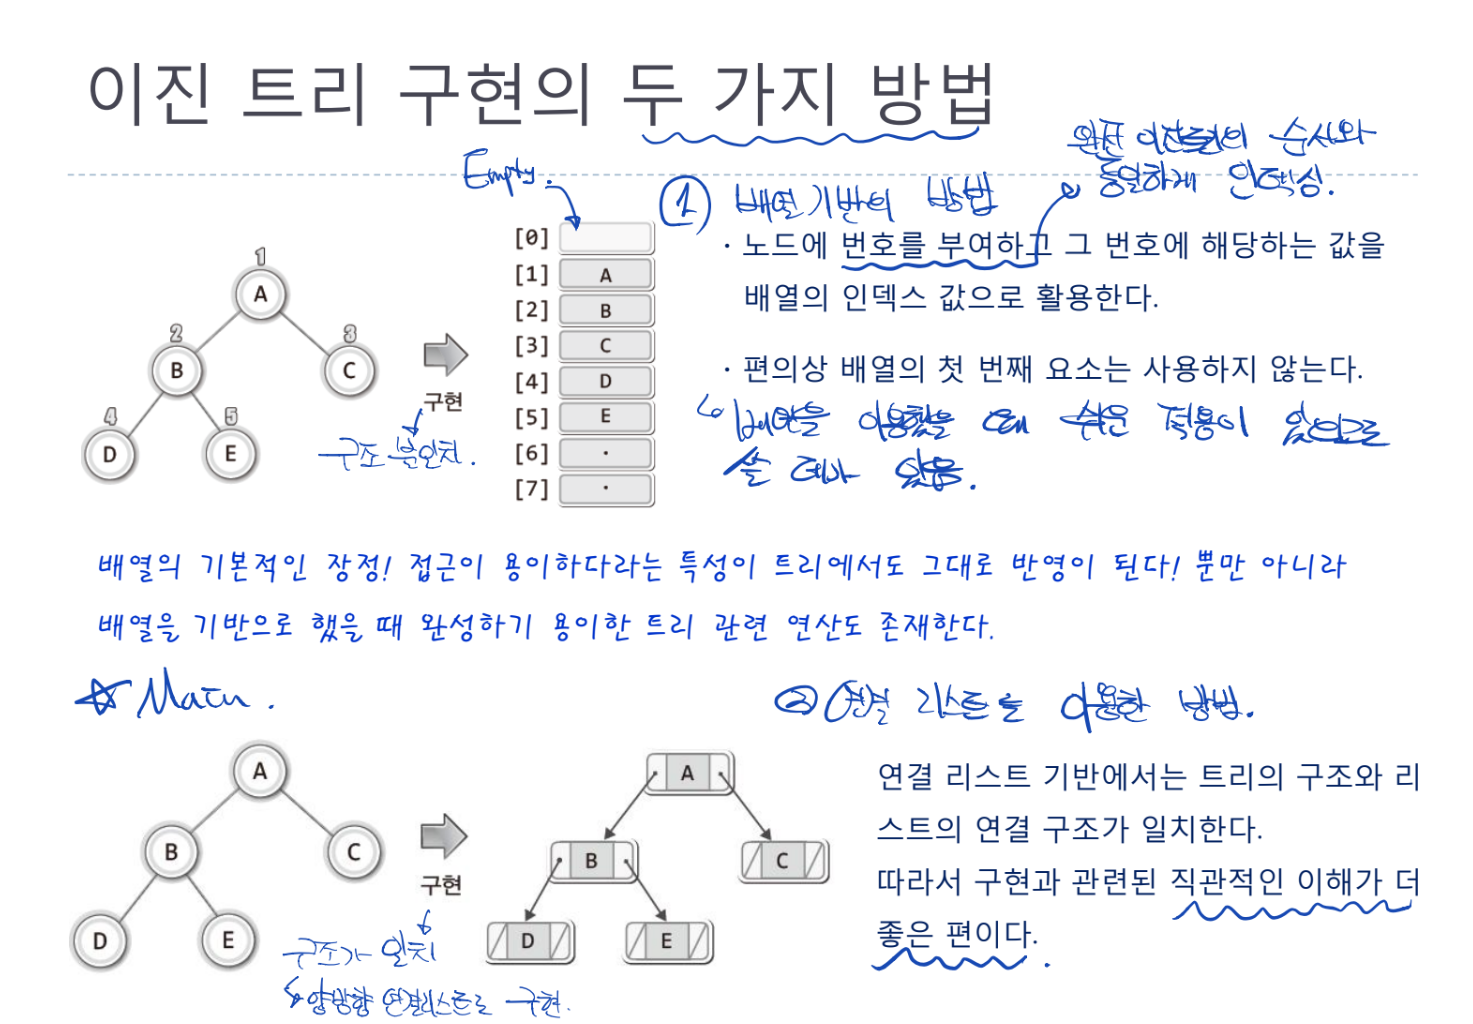 이진 트리 구현의 두 가지 방법
완전 이진트리의 순서와
동일하게 인덱싱.
Empty.
① 배열기반의 방법
· 노드에 번호를 부여하고 그 번호에 해당하는 값을
배열의 인덱스 값으로 활용한다.
· 편의상 배열의 첫 번째 요소는 사용하지 않는다.
배열을 이용했을 때 쉬운 적용이 있으므로
쓸 때가 있음.
1
A
2
3
B
C
4
5
D
E
구현
구조 불일치.
[0]
[1] A
[2] B
[3] C
[4] D
[5] E
[6] ·
[7] ·
배열의 기본적인 장점! 접근이 용이하다라는 특성이 트리에서도 그대로 반영이 된다! 뿐만 아니라
배열을 기반으로 했을 때 완성하기 용이한 트리 관련 연산도 존재한다.
☆ Main.
② 연결 리스트를 이용한 방법.
A
B
C
D
E
구현
구조가 일치
양방향 연결리스트로 구현.
A
B
C
D
E
연결 리스트 기반에서는 트리의 구조와 리
스트의 연결 구조가 일치한다.
따라서 구현과 관련된 직관적인 이해가 더
좋은 편이다.